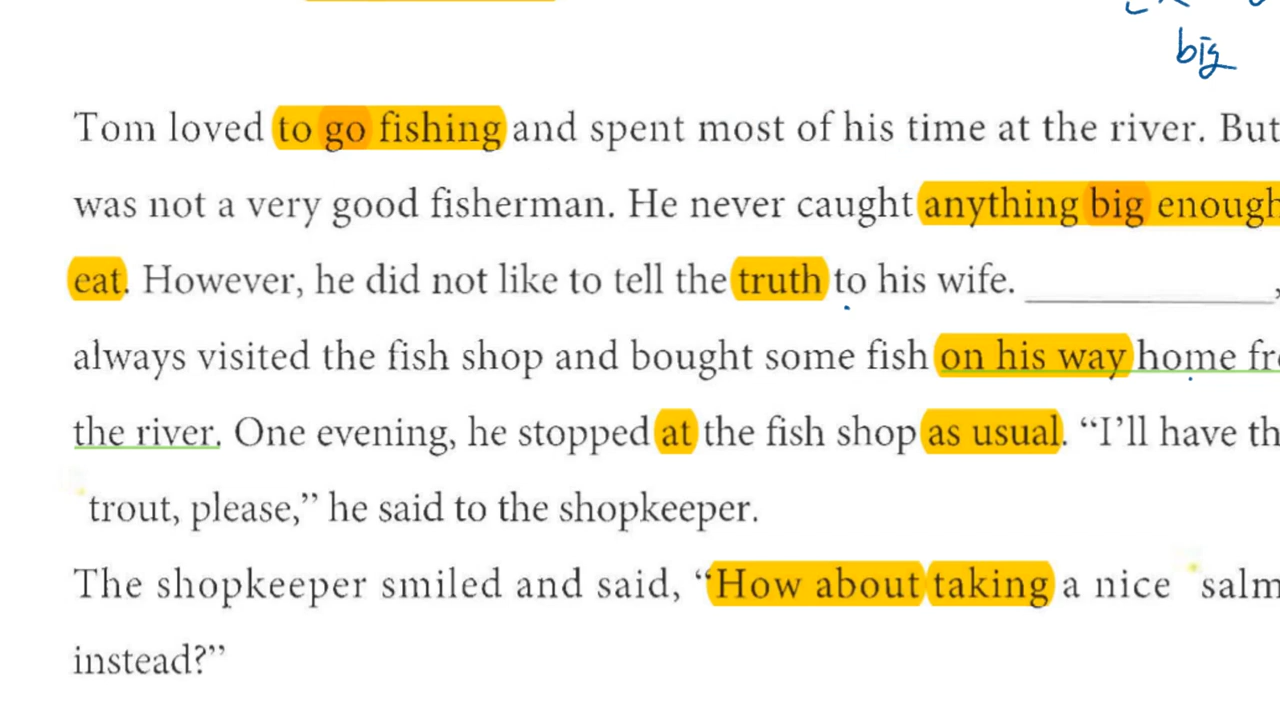 big
Tom loved to go fishing and spent most of his time at the river. But
was not a very good fisherman. He never caught anything big enough
eat. However, he did not like to tell the truth to his wife. ____________,
always visited the fish shop and bought some fish on his way home
the river. One evening, he stopped at the fish shop as usual. “I’ll have
trout, please,” he said to the shopkeeper.
The shopkeeper smiled and said, “How about taking a nice
instead?”